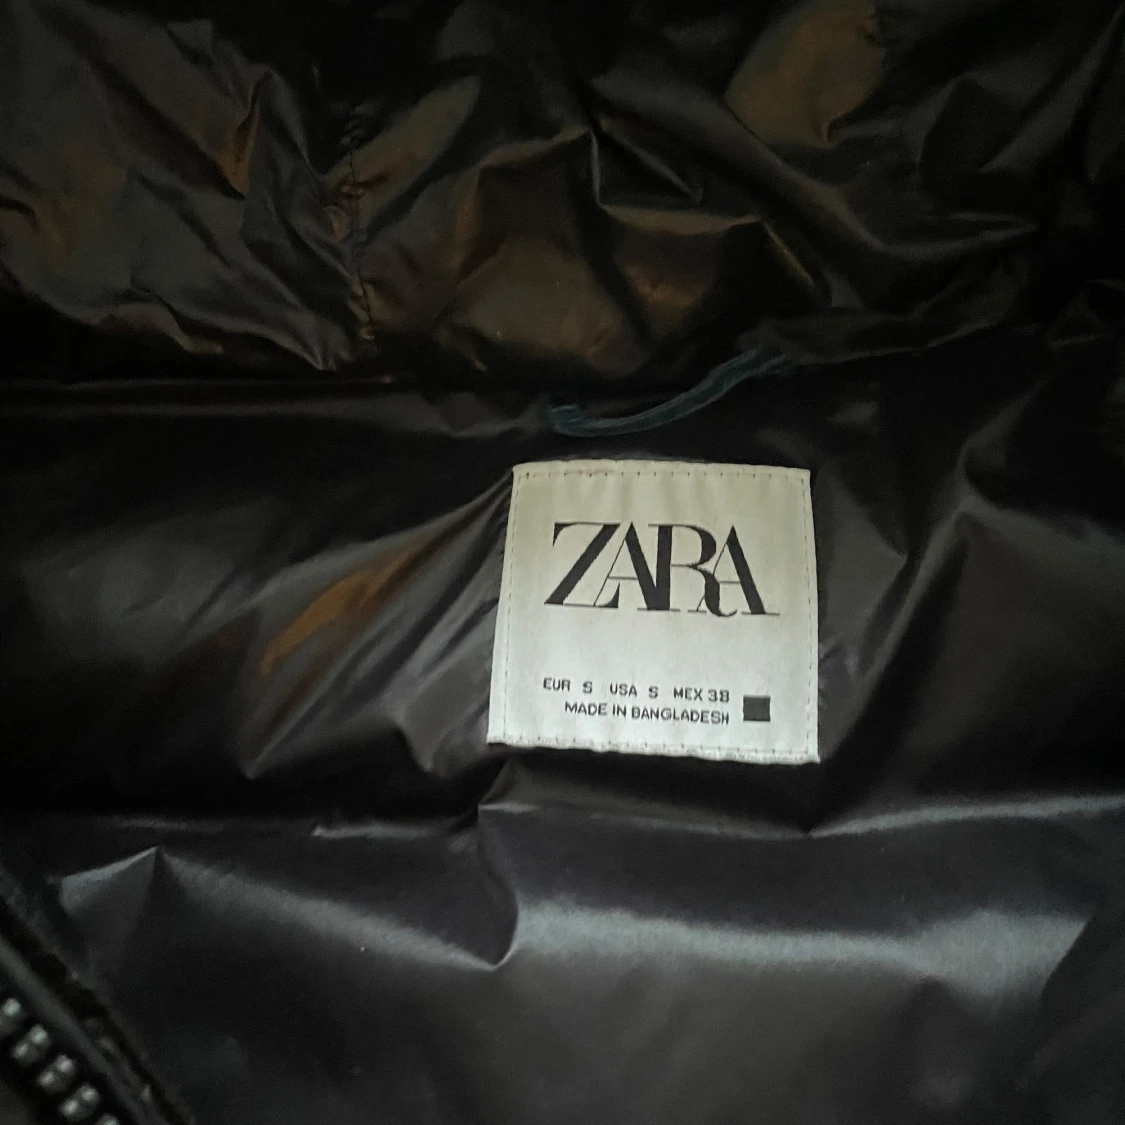 ZARA
EUR S USA S MEX 38
MADE IN BANGLADESH